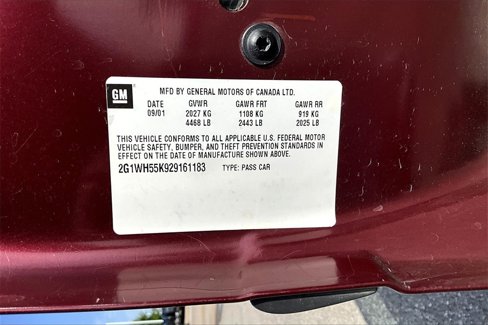 MFD BY GENERAL MOTORS OF CANADA LTD.
GM
DATE GVWR GAWR FRT GAWR RR
09/01 2027 KG 1108 KG 919 KG
4468 LB 2443 LB 2025 LB
THIS VEHICLE CONFORMS TO ALL APPLICABLE U.S. FEDERAL MOTOR
VEHICLE SAFETY, BUMPER, AND THEFT PREVENTION STANDARDS IN
EFFECT ON THE DATE OF MANUFACTURE SHOWN ABOVE.
2G1WH55K929161183 TYPE: PASS CAR